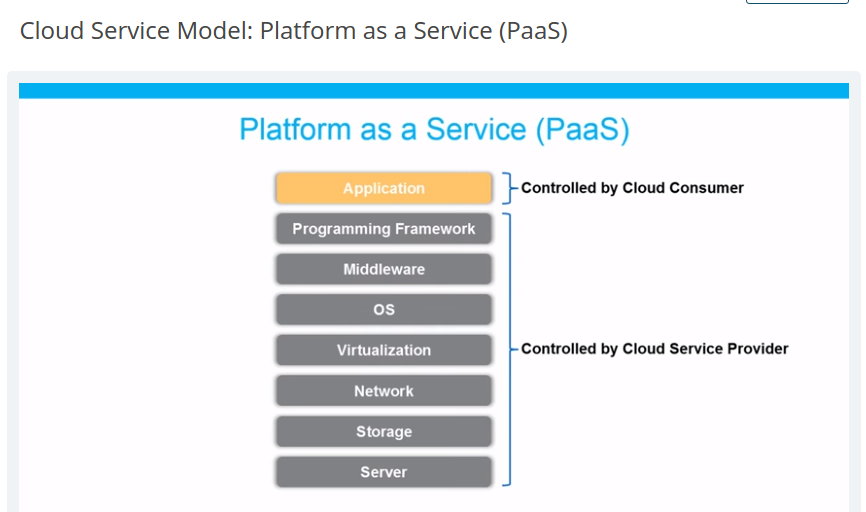 Cloud Service Model: Platform as a Service (PaaS)
Platform as a Service (PaaS)
Application
Controlled by Cloud Consumer
Programming Framework
Middleware
OS
Virtualization
Controlled by Cloud Service Provider
Network
Storage
Server